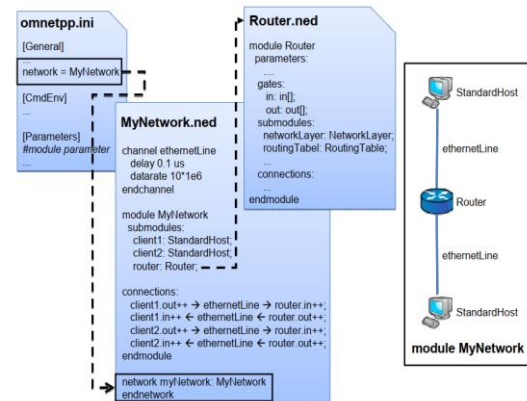 omnetpp.ini
[General]
...
network = MyNetwork
[CmdEnv]
...
[Parameters]
#module parameter
...
MyNetwork.ned
channel ethernetLine
delay 0.1 us
datarate 10*1e6
endchannel
module MyNetwork
submodules:
client1: StandardHost;
client2: StandardHost;
router: Router;
connections:
client1.out++ → ethernetLine → router.in++;
client1.in++ ← ethernetLine ← router.out++;
client2.out++ → ethernetLine → router.in++;
client2.in++ ← ethernetLine ← router.out++;
endmodule
network myNetwork: MyNetwork
endnetwork
Router.ned
module Router
parameters:
....
gates:
in: in[];
out: out[];
submodules:
networkLayer: NetworkLayer;
routingTabel: RoutingTable;
...
connections:
...
endmodule
StandardHost
ethernetLine
Router
ethernetLine
StandardHost
module MyNetwork